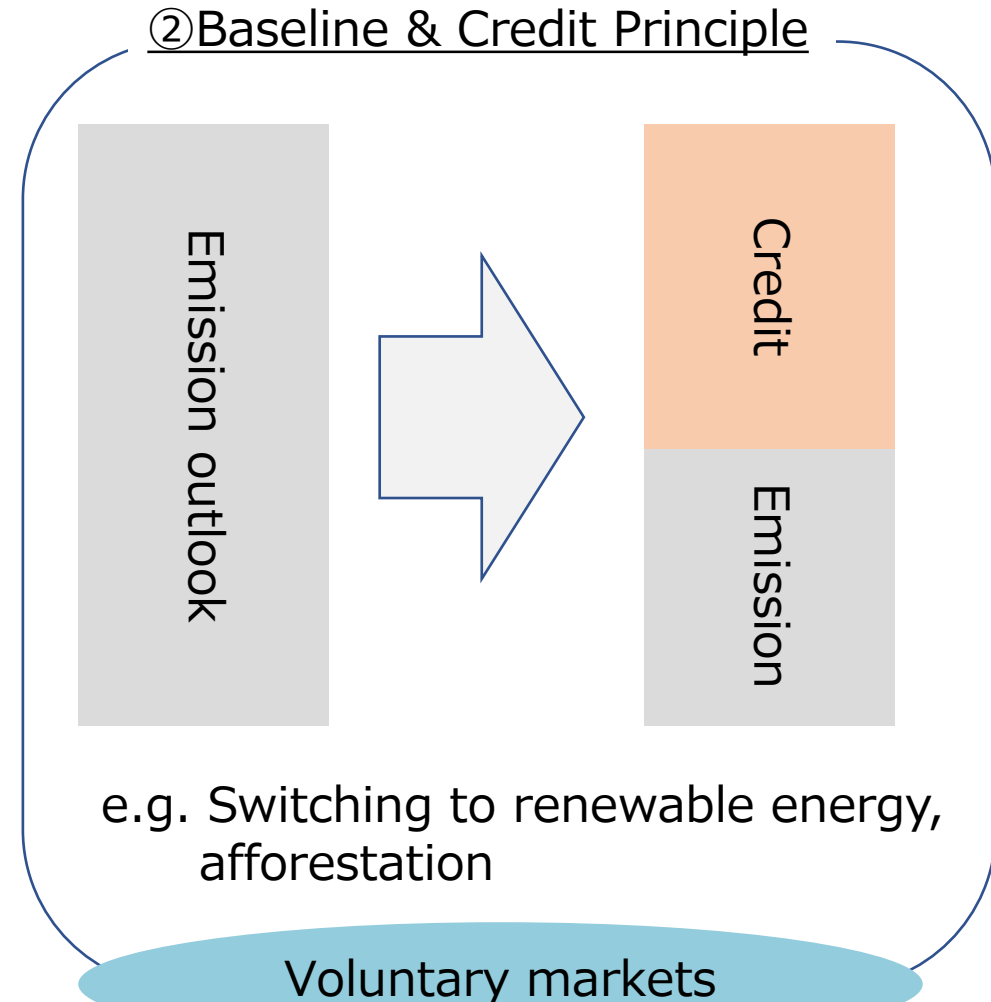 ②Baseline & Credit Principle
Emission outlook
Credit
Emission
e.g. Switching to renewable energy,
afforestation
Voluntary markets